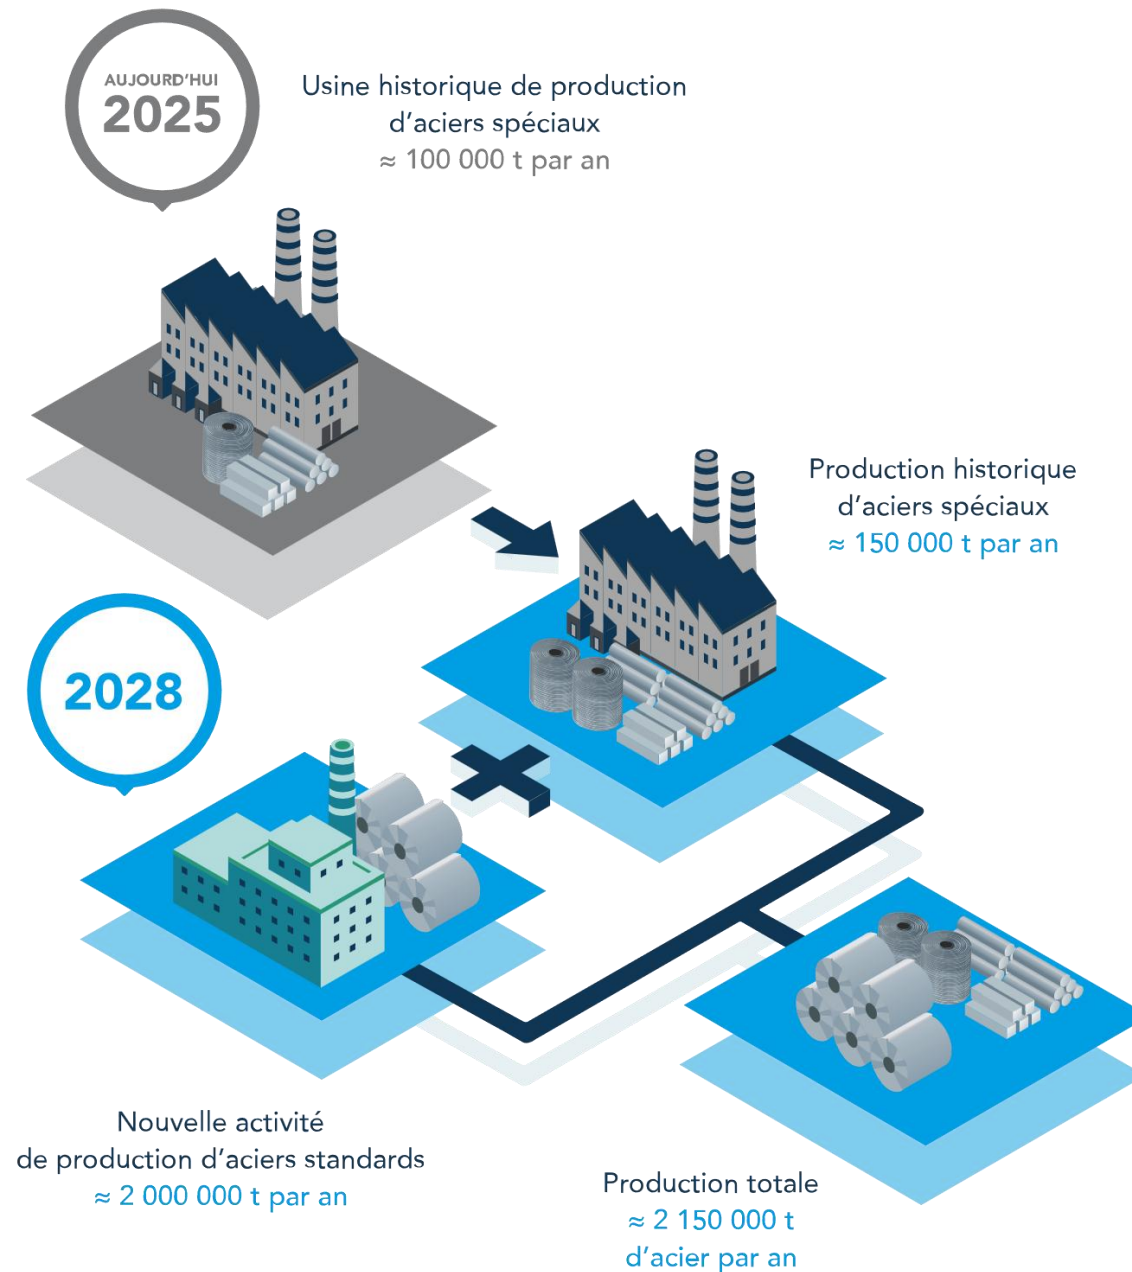 AUJOURD'HUI
2025
Usine historique de production
d'aciers spéciaux
≈ 100 000 t par an
Production historique
d'aciers spéciaux
≈ 150 000 t par an
2028
Nouvelle activité
de production d'aciers standards
≈ 2 000 000 t par an
Production totale
≈ 2 150 000 t
d'acier par an